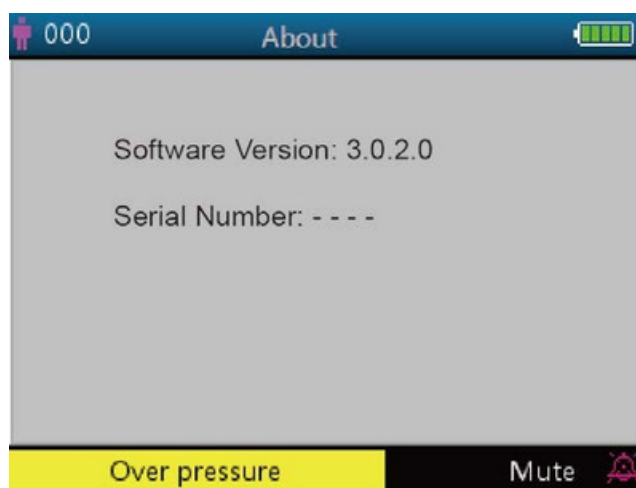 000 About
Software Version: 3.0.2.0
Serial Number: - - - -
Over pressure Mute